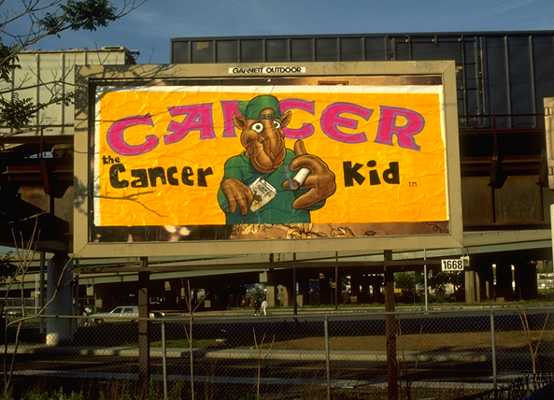 GANNETT OUTDOOR
CANCER
the
Cancer Kid TM
1668